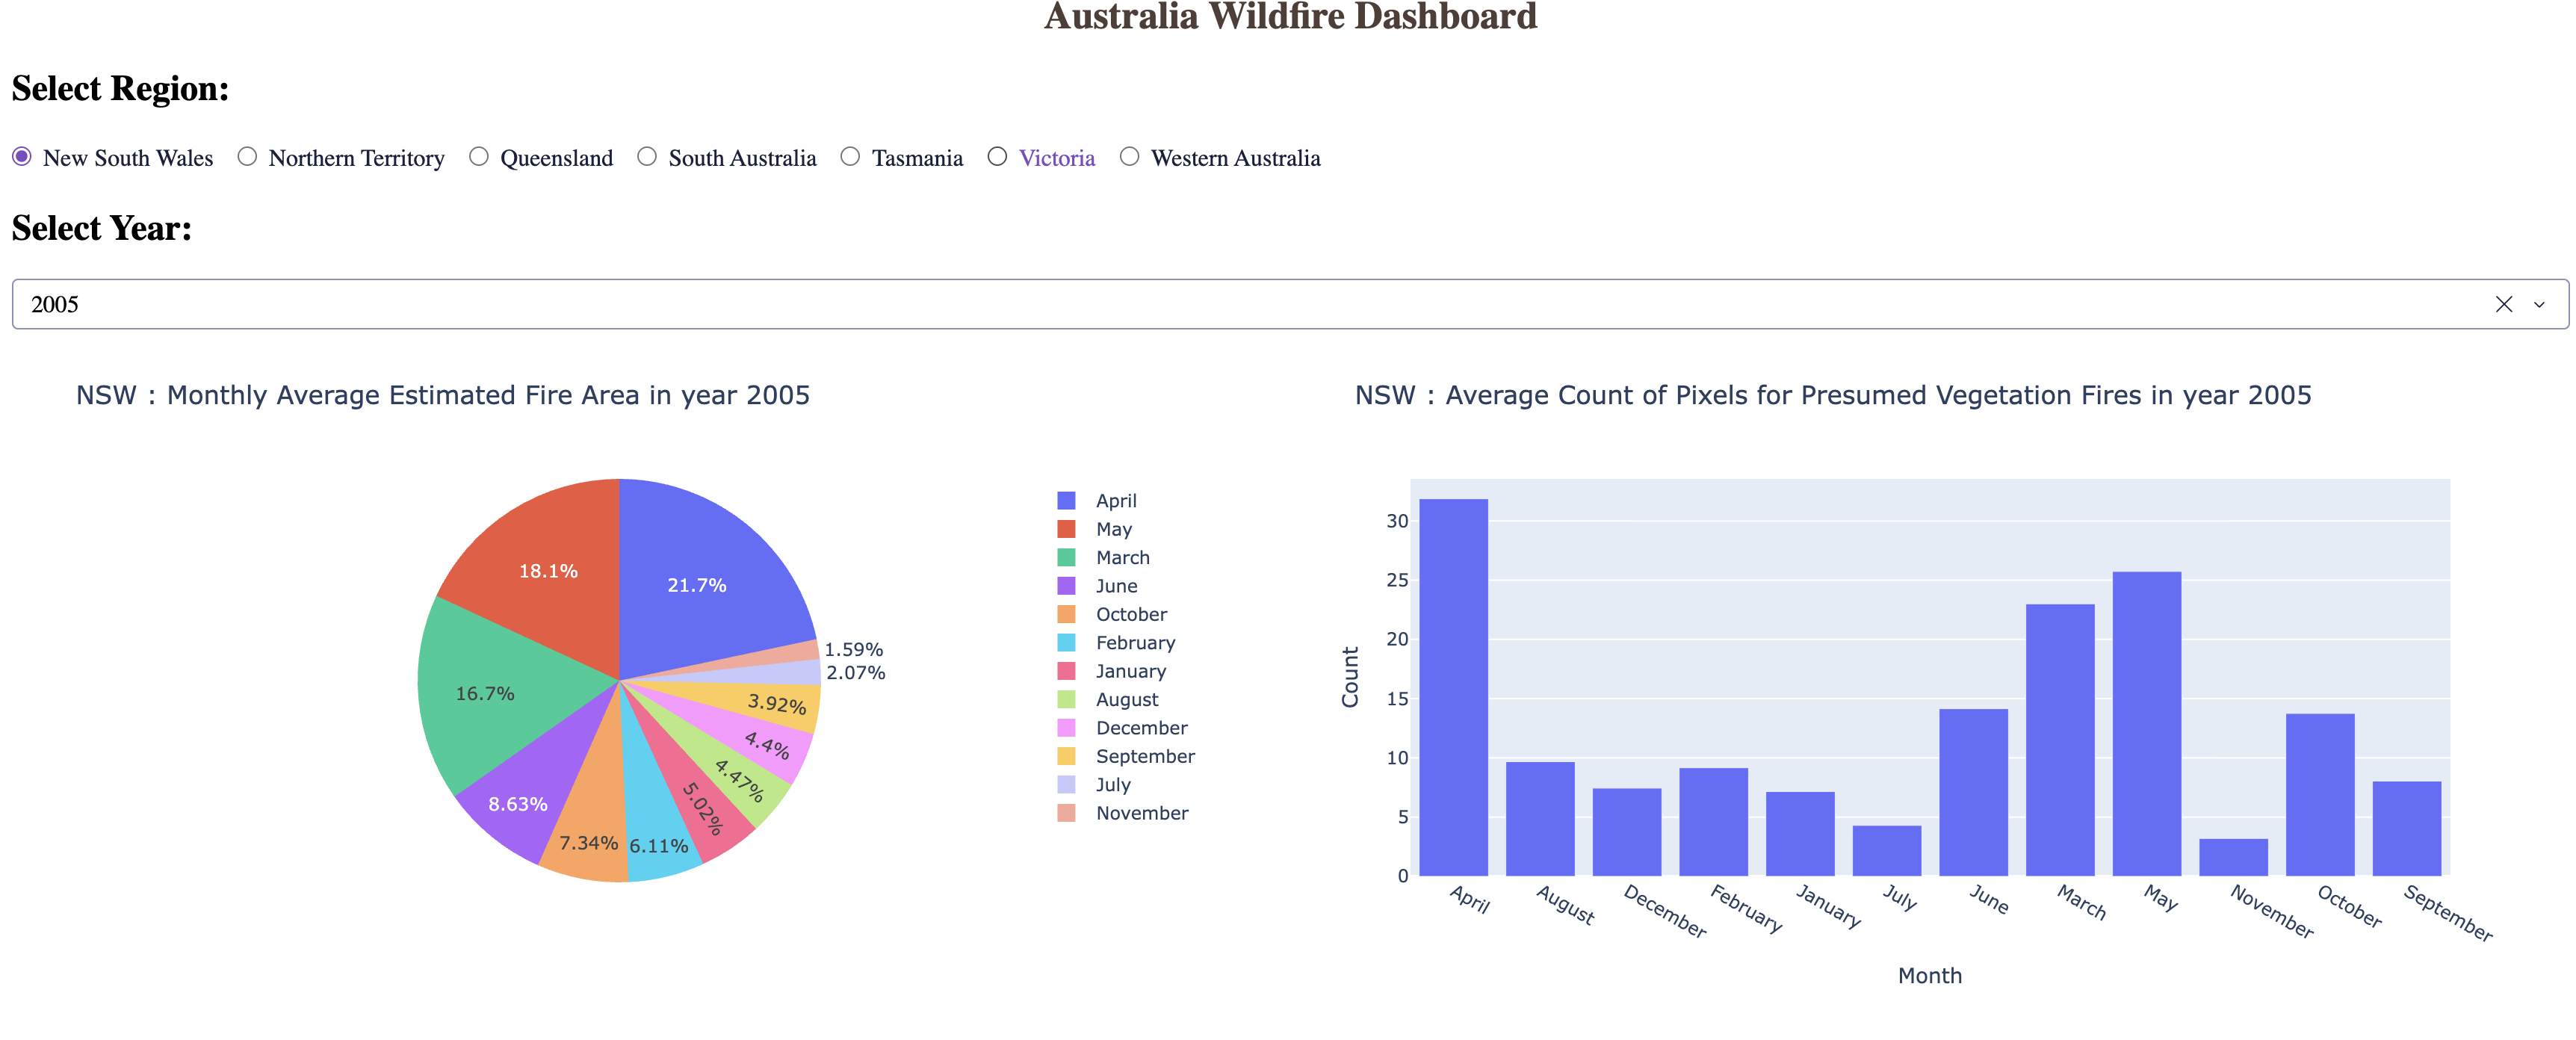 Australia Wildfire Dashboard
Select Region:
New South Wales Northern Territory Queensland South Australia Tasmania Victoria Western Australia
Select Year:
2005
NSW : Monthly Average Estimated Fire Area in year 2005
21.7%
1.59%
2.07%
3.92%
4.4%
4.47%
5.02%
6.11%
7.34%
8.63%
16.7%
18.1%
April
May
March
June
October
February
January
August
December
September
July
November
NSW : Average Count of Pixels for Presumed Vegetation Fires in year 2005
Count
30
25
20
15
10
5
0
April August December February January July June March May November October September
Month